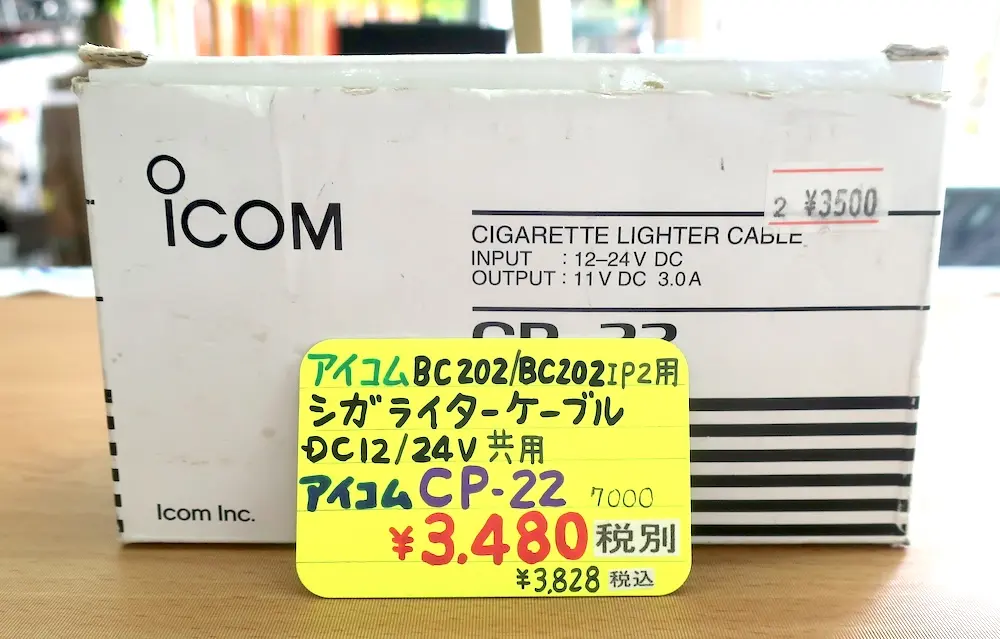 ICOM
2 ¥3500
CIGARETTE LIGHTER CABLE
INPUT : 12–24V DC
OUTPUT : 11V DC 3.0A
CP-22
アイコムBC202/BC202IP2用
シガライターケーブル
DC12/24V共用
アイコムCP-22 7000
¥3.480税別
¥3,828税込
Icom Inc.